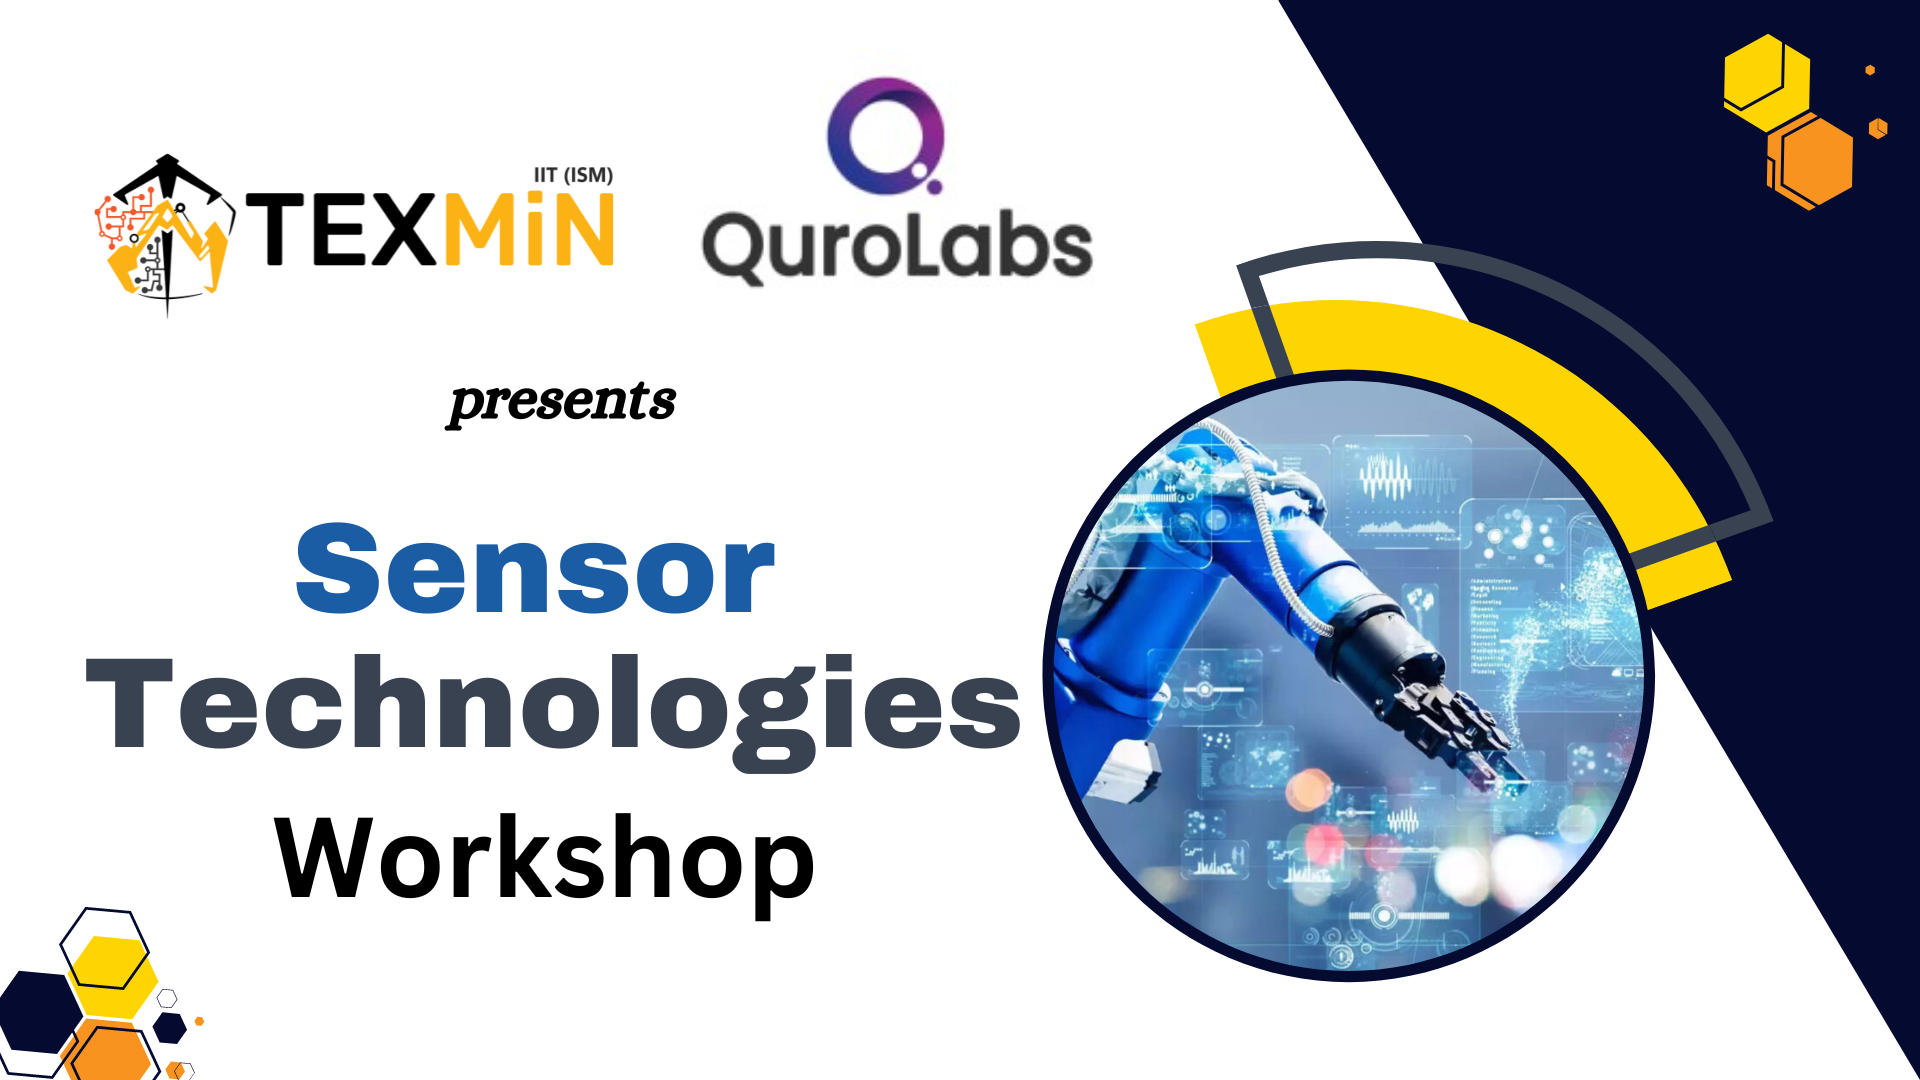 IIT (ISM)
TEXMiN
QuroLabs
presents
Sensor
Technologies
Workshop